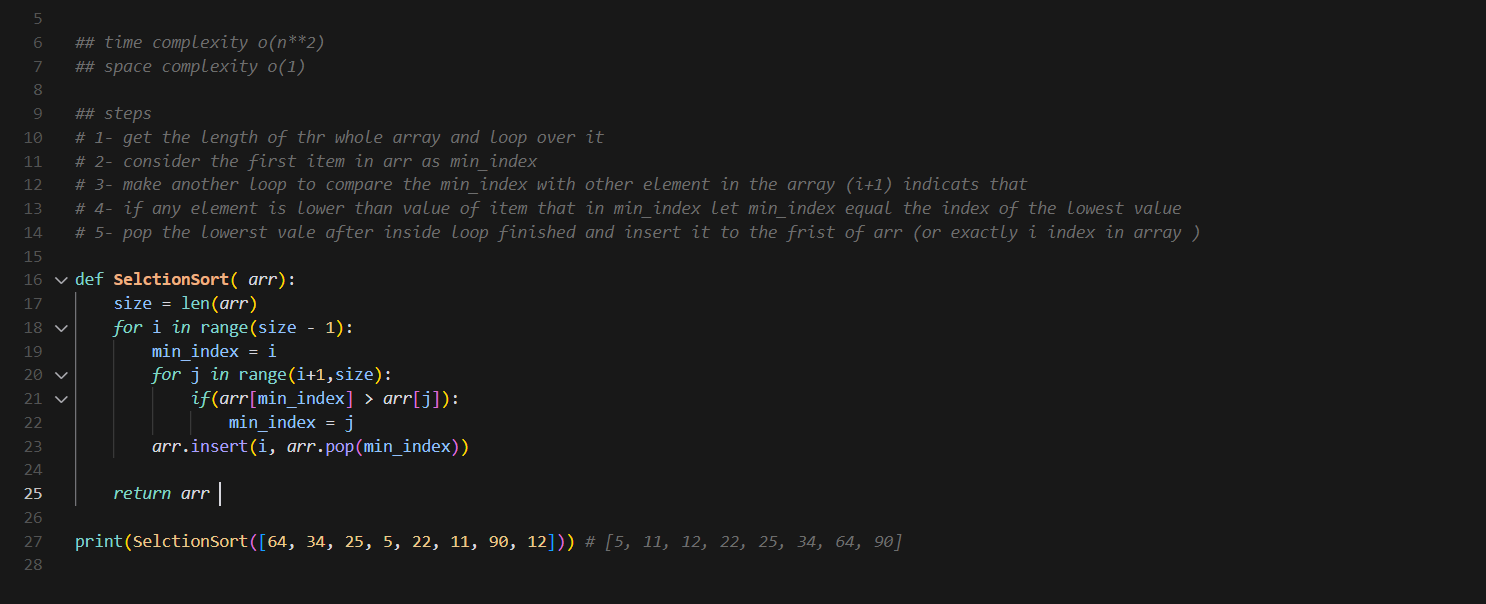 5
6 ## time complexity o(n**2)
7 ## space complexity o(1)
8
9 ## steps
10 # 1- get the length of thr whole array and loop over it
11 # 2- consider the first item in arr as min_index
12 # 3- make another loop to compare the min_index with other element in the array (i+1) indicats that
13 # 4- if any element is lower than value of item that in min_index let min_index equal the index of the lowest value
14 # 5- pop the lowerst vale after inside loop finished and insert it to the frist of arr (or exactly i index in array )
15
16 def SelctionSort( arr):
17     size = len(arr)
18     for i in range(size - 1):
19         min_index = i
20         for j in range(i+1,size):
21             if(arr[min_index] > arr[j]):
22                 min_index = j
23         arr.insert(i, arr.pop(min_index))
24
25     return arr
26
27 print(SelctionSort([64, 34, 25, 5, 22, 11, 90, 12])) # [5, 11, 12, 22, 25, 34, 64, 90]
28